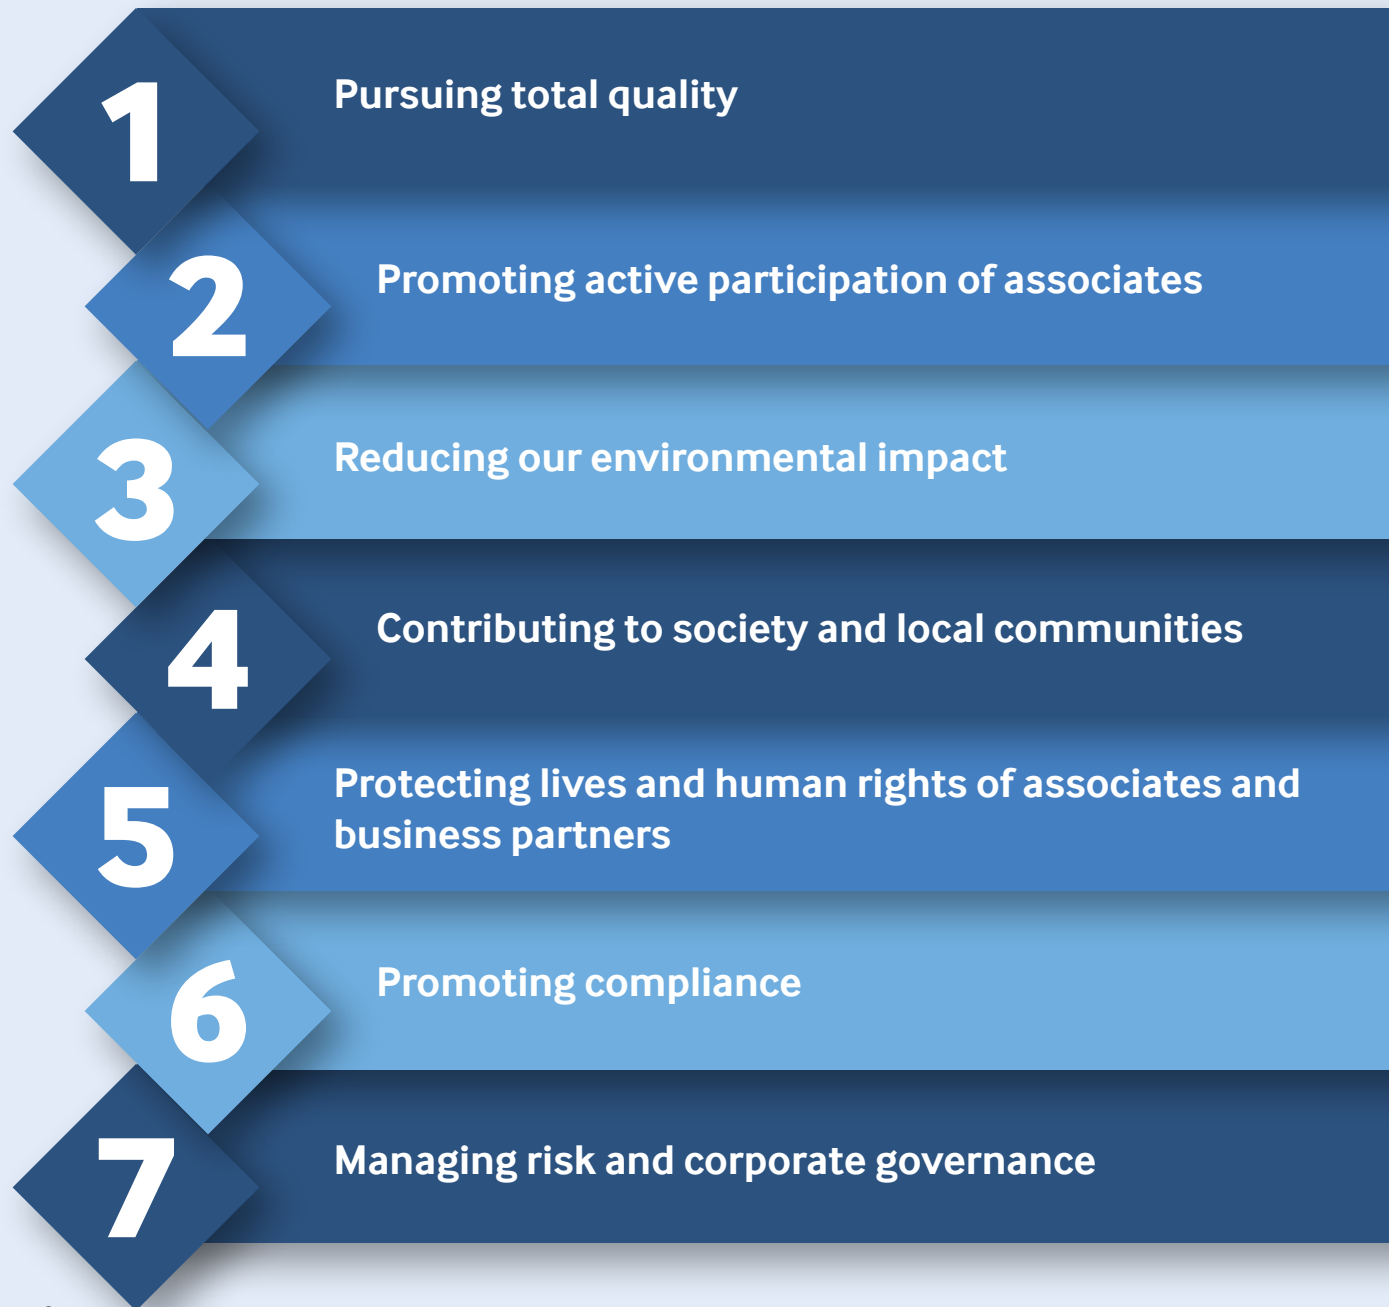 1
Pursuing total quality
2
Promoting active participation of associates
3
Reducing our environmental impact
4
Contributing to society and local communities
5
Protecting lives and human rights of associates and
business partners
6
Promoting compliance
7
Managing risk and corporate governance